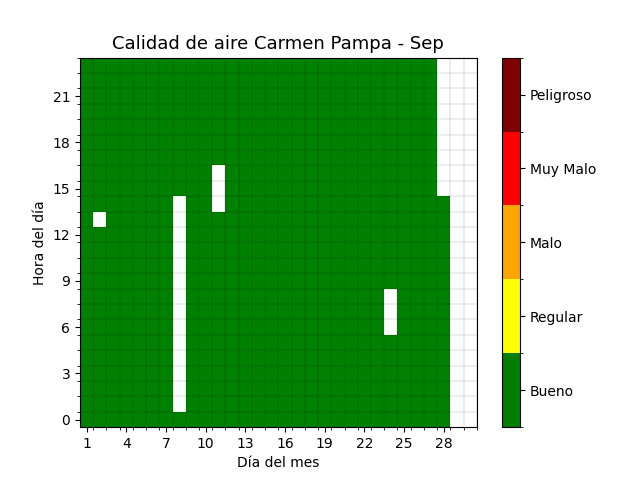 Calidad de aire Carmen Pampa - Sep
Hora del día
21
18
15
12
9
6
3
0
1 4 7 10 13 16 19 22 25 28
Día del mes
Peligroso
Muy Malo
Malo
Regular
Bueno